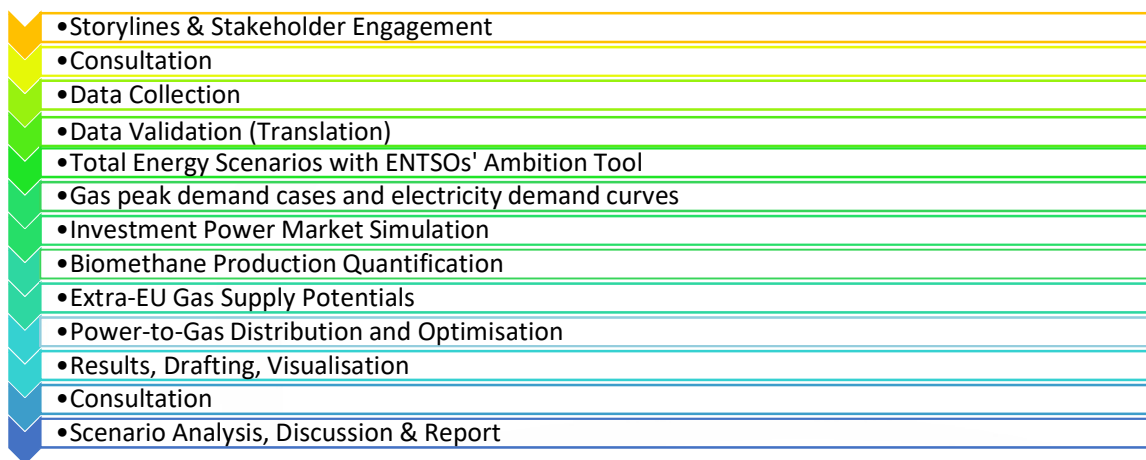 •Storylines & Stakeholder Engagement
•Consultation
•Data Collection
•Data Validation (Translation)
•Total Energy Scenarios with ENTSOs' Ambition Tool
•Gas peak demand cases and electricity demand curves
•Investment Power Market Simulation
•Biomethane Production Quantification
•Extra-EU Gas Supply Potentials
•Power-to-Gas Distribution and Optimisation
•Results, Drafting, Visualisation
•Consultation
•Scenario Analysis, Discussion & Report